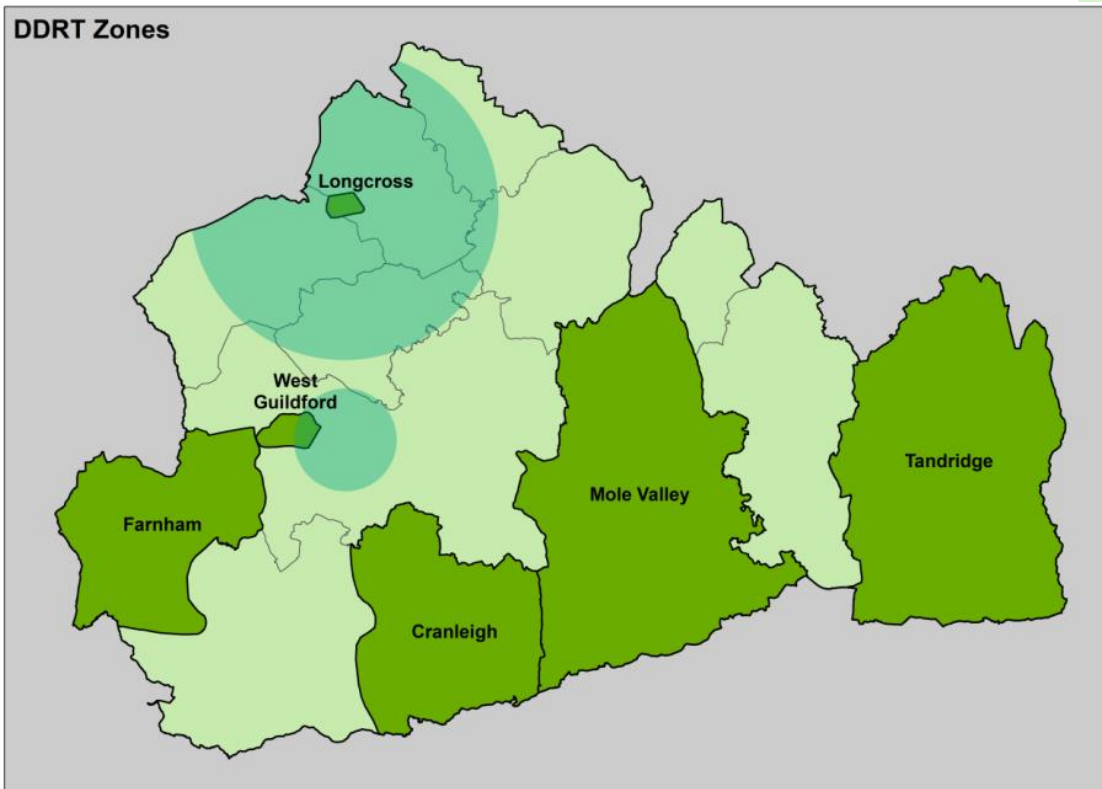 DDRT Zones
Longcross
West
Guildford
Farnham
Mole Valley
Tandridge
Cranleigh